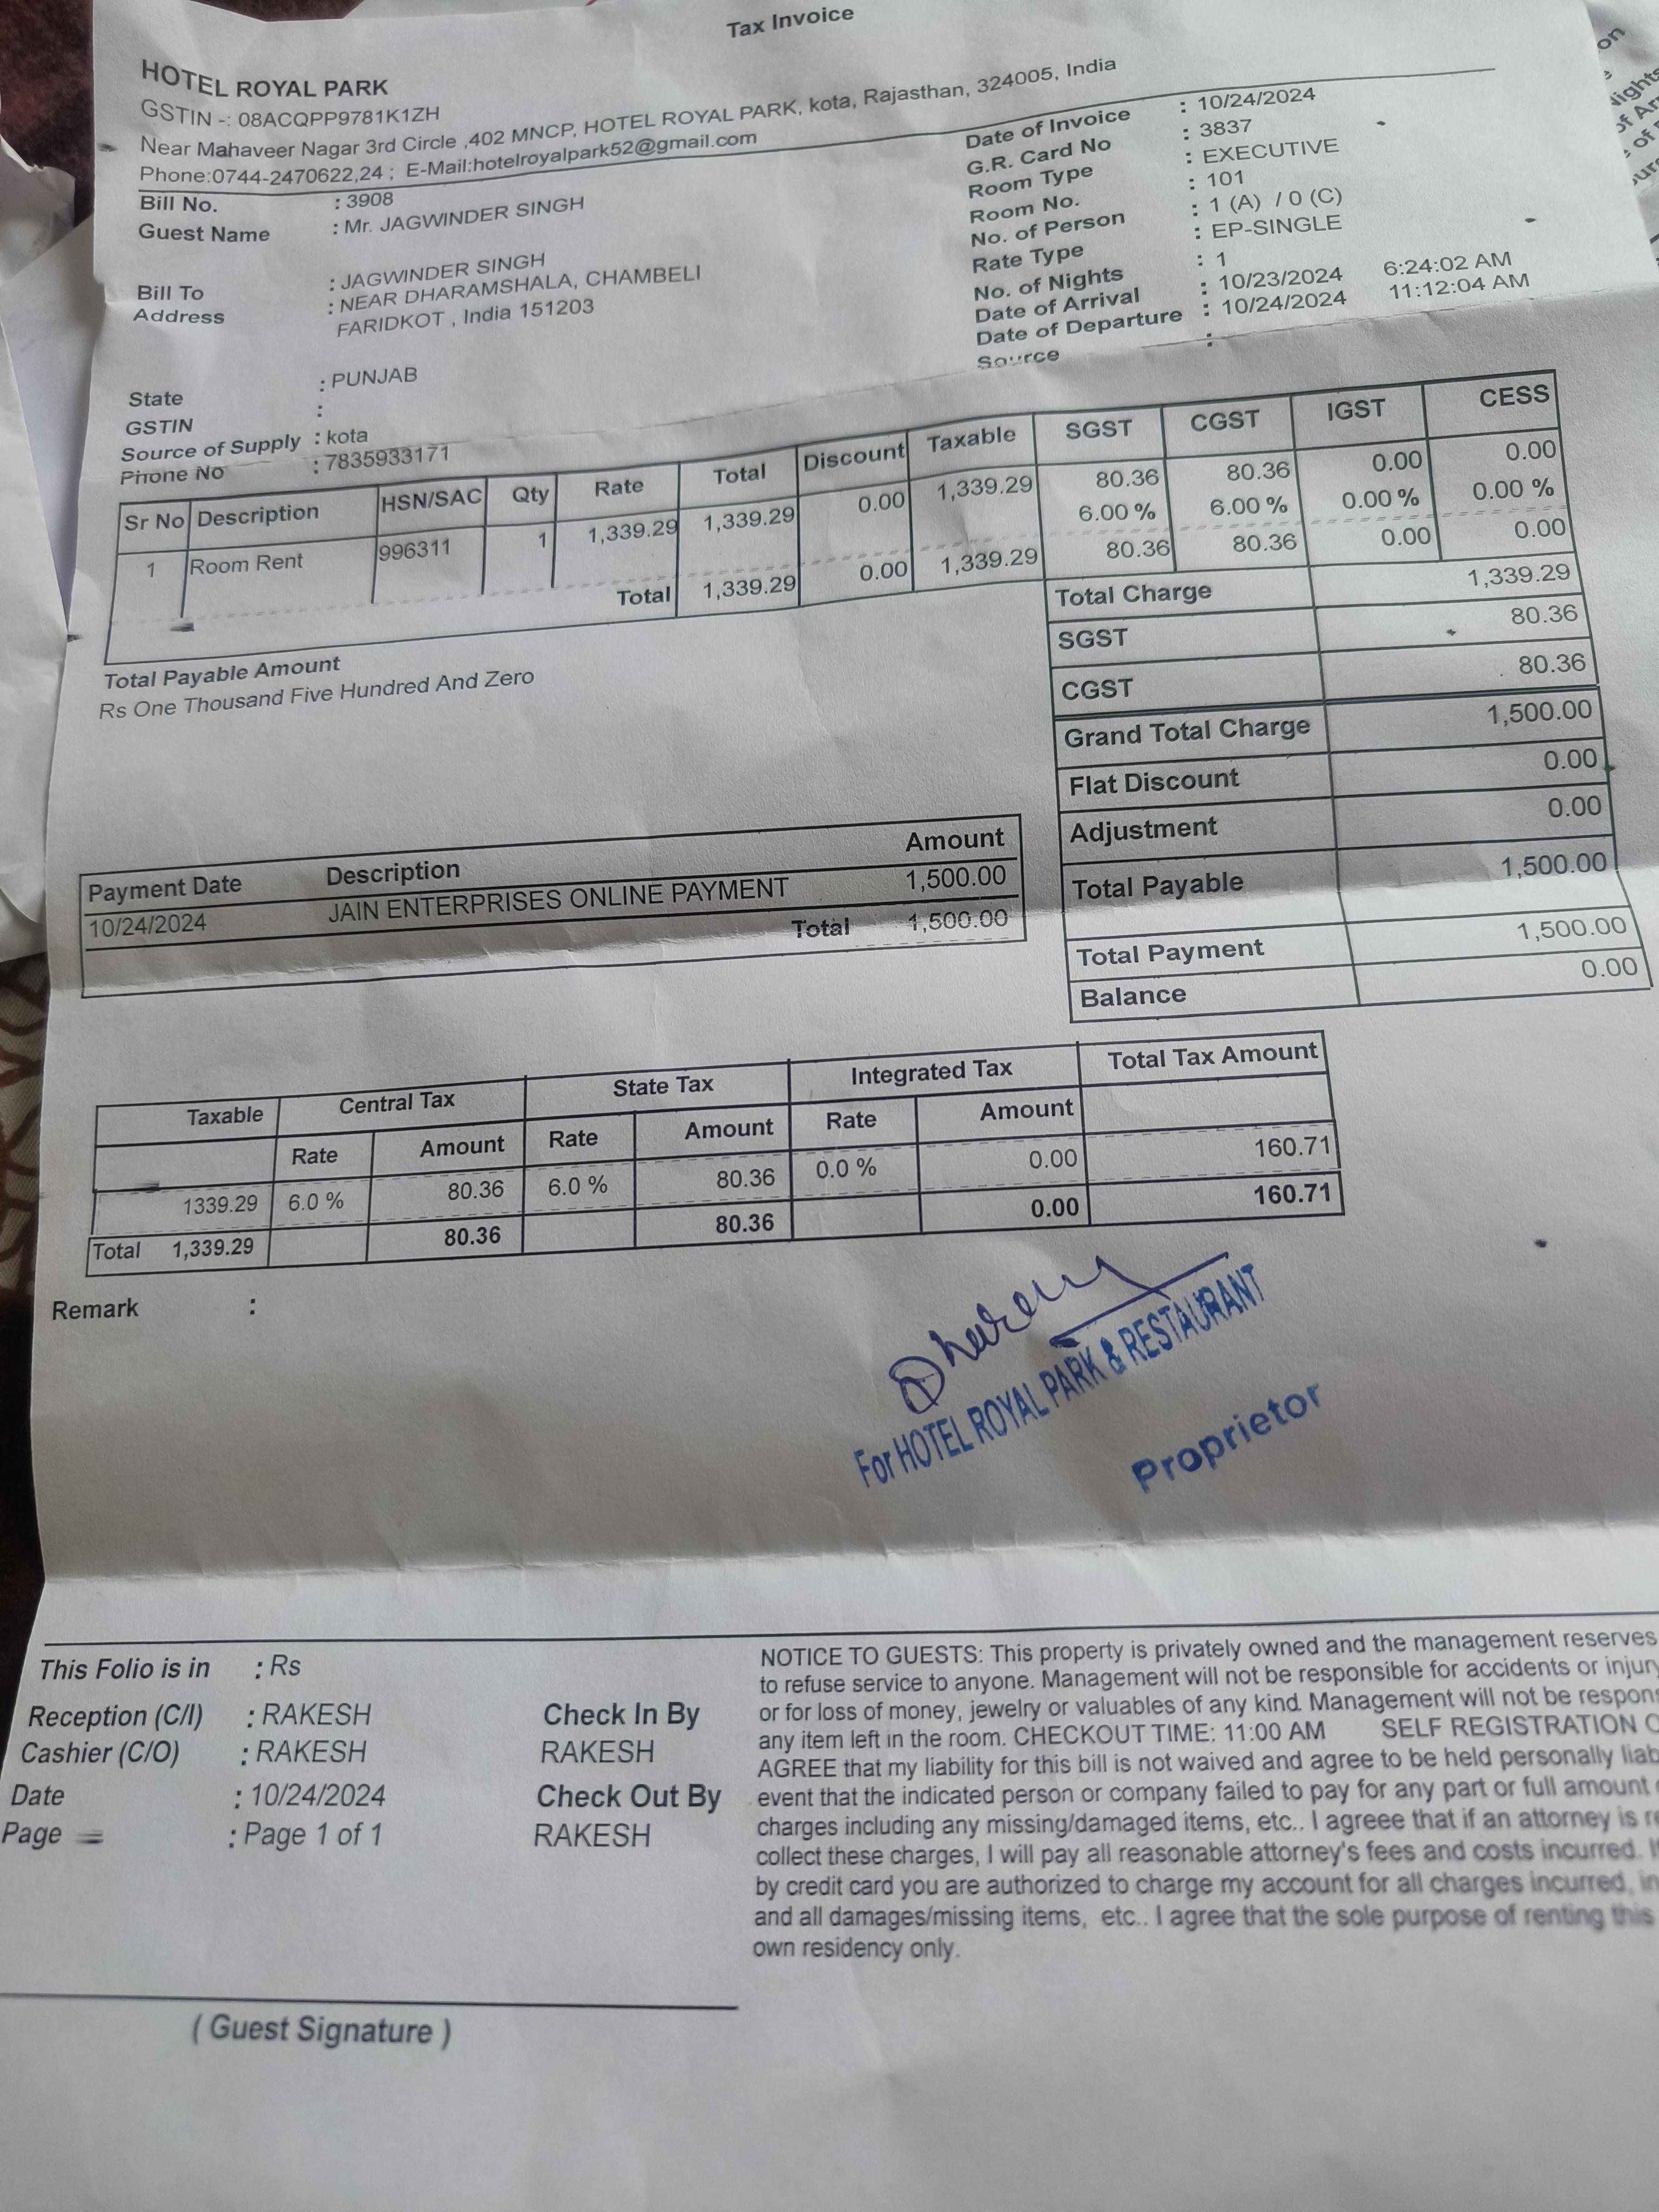 Tax Invoice
HOTEL ROYAL PARK
GSTIN -: 08ACQPP9781K1ZH
Near Mahaveer Nagar 3rd Circle ,402 MNCP, HOTEL ROYAL PARK, kota, Rajasthan, 324005, India
Phone:0744-2470622,24 ; E-Mail:hotelroyalpark52@gmail.com
Bill No. : 3908
Guest Name : Mr. JAGWINDER SINGH
Bill To : JAGWINDER SINGH
Address : NEAR DHARAMSHALA, CHAMBELI
FARIDKOT , India 151203
State : PUNJAB
GSTIN :
Source of Supply : kota
Phone No : 7835933171
Date of Invoice : 10/24/2024
G.R. Card No : 3837
Room Type : EXECUTIVE
Room No. : 101
No. of Person : 1 (A) / 0 (C)
Rate Type : EP-SINGLE
No. of Nights : 1
Date of Arrival : 10/23/2024 6:24:02 AM
Date of Departure : 10/24/2024 11:12:04 AM
Source :
Sr No Description HSN/SAC Qty Rate Total Discount Taxable SGST CGST IGST CESS
1 Room Rent 996311 1 1,339.29 1,339.29 0.00 1,339.29 80.36 80.36 0.00 0.00
6.00 % 6.00 % 0.00 % 0.00 %
Total 1,339.29 0.00 1,339.29 80.36 80.36 0.00 0.00
Total Charge 1,339.29
SGST 80.36
CGST 80.36
Grand Total Charge 1,500.00
Flat Discount 0.00
Adjustment 0.00
Total Payable 1,500.00
Total Payment 1,500.00
Balance 0.00
Total Payable Amount
Rs One Thousand Five Hundred And Zero
Payment Date Description Amount
10/24/2024 JAIN ENTERPRISES ONLINE PAYMENT 1,500.00
Total 1,500.00
Taxable Central Tax State Tax Integrated Tax Total Tax Amount
Rate Amount Rate Amount Rate Amount
1339.29 6.0 % 80.36 6.0 % 80.36 0.0 % 0.00 160.71
Total 1,339.29 80.36 80.36 0.00 160.71
Remark :
For HOTEL ROYAL PARK & RESTAURANT
Proprietor
This Folio is in : Rs
Reception (C/I) : RAKESH Check In By
Cashier (C/O) : RAKESH RAKESH
Date : 10/24/2024 Check Out By
Page : Page 1 of 1 RAKESH
NOTICE TO GUESTS: This property is privately owned and the management reserves
to refuse service to anyone. Management will not be responsible for accidents or injury
or for loss of money, jewelry or valuables of any kind. Management will not be
any item left in the room. CHECKOUT TIME: 11:00 AM SELF REGISTRATION
AGREE that my liability for this bill is not waived and agree to be held personally
event that the indicated person or company failed to pay for any part or full amount
charges including any missing/damaged items, etc.. I agreee that if an attorney is
collect these charges, I will pay all reasonable attorney's fees and costs incurred.
by credit card you are authorized to charge my account for all charges incurred,
and all damages/missing items, etc.. I agree that the sole purpose of renting this
own residency only.
( Guest Signature )